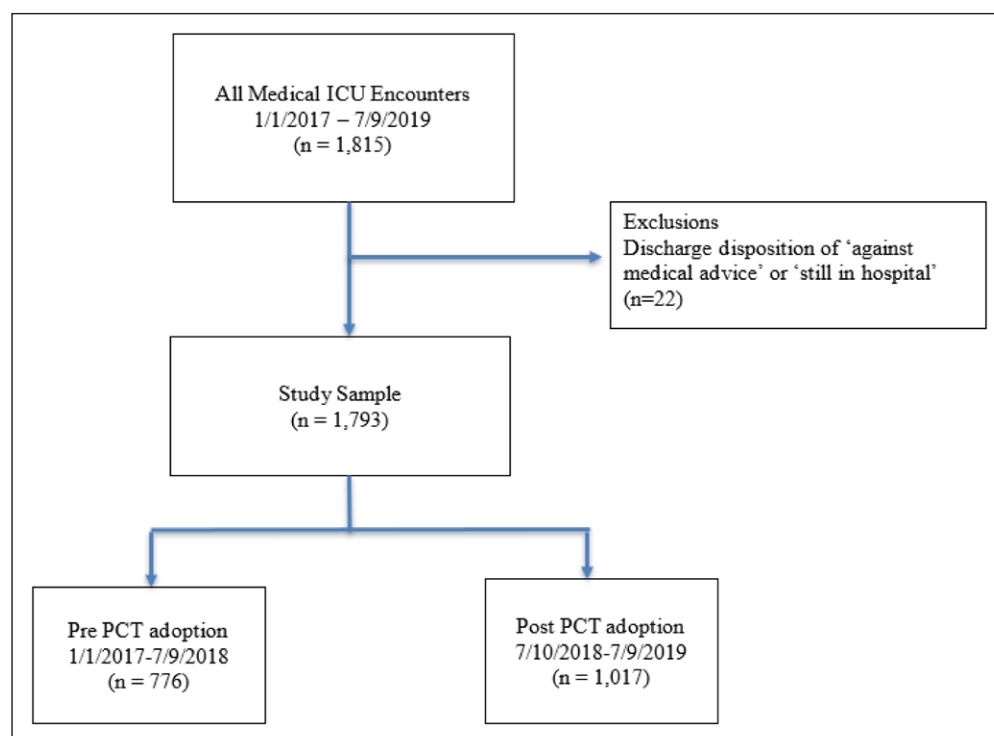 All Medical ICU Encounters
1/1/2017 – 7/9/2019
(n = 1,815)
Exclusions
Discharge disposition of ‘against
medical advice’ or ‘still in hospital’
(n=22)
Study Sample
(n = 1,793)
Pre PCT adoption
1/1/2017-7/9/2018
(n = 776)
Post PCT adoption
7/10/2018-7/9/2019
(n = 1,017)